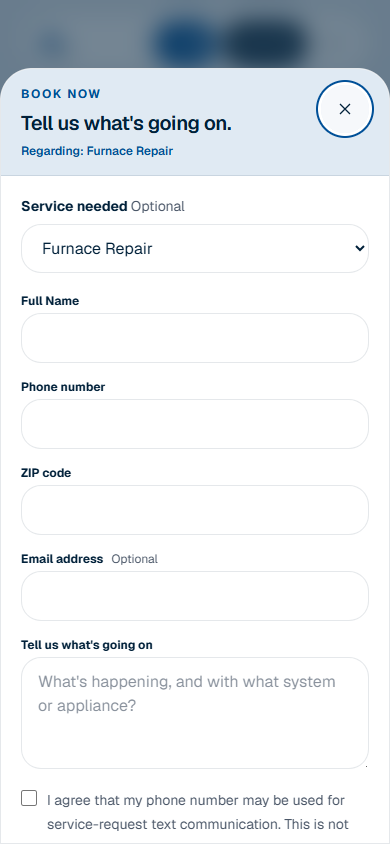 BOOK NOW
Tell us what's going on.
Regarding: Furnace Repair
Service needed Optional
Furnace Repair
Full Name
Phone number
ZIP code
Email address Optional
Tell us what's going on
What's happening, and with what system
or appliance?
I agree that my phone number may be used for
service-request text communication. This is not